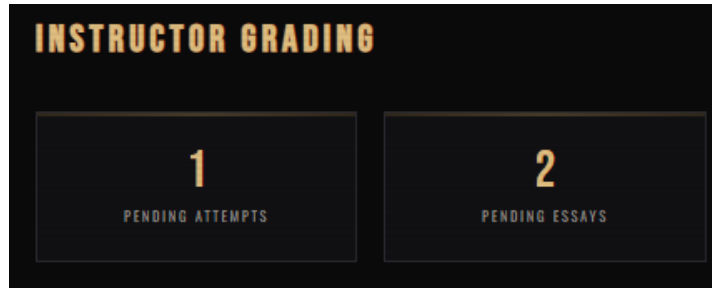 INSTRUCTOR GRADING
1
PENDING ATTEMPTS
2
PENDING ESSAYS